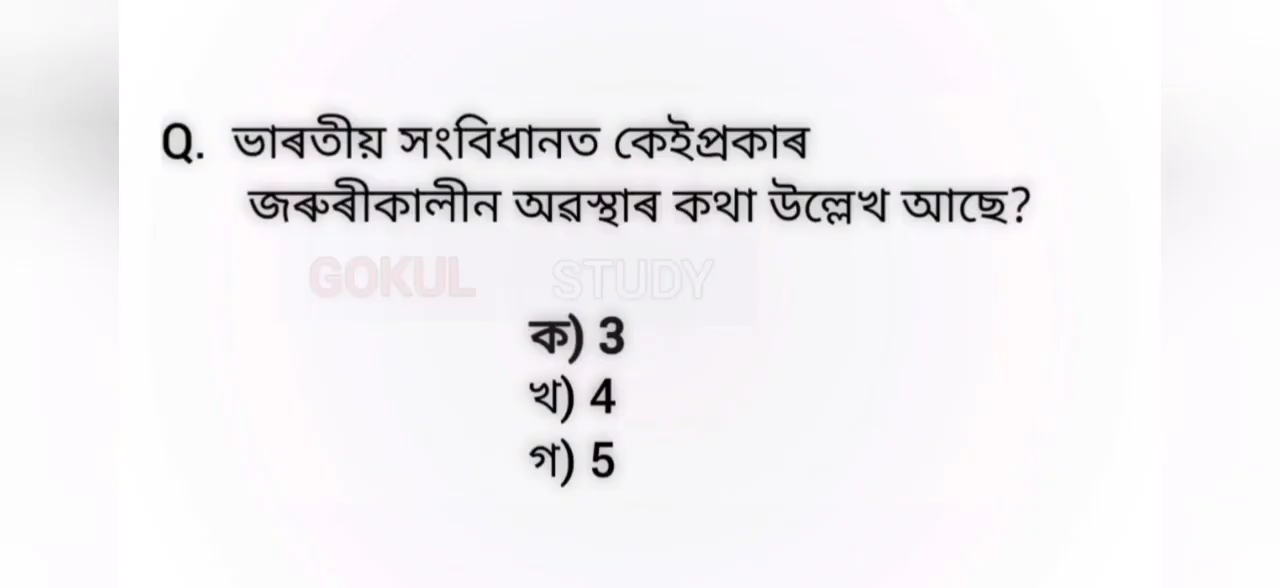 Q. ভাৰতীয় সংবিধানত কেইপ্ৰকাৰ
জৰুৰীকালীন অৱস্থাৰ কথা উল্লেখ আছে?
GOKUL STUDY
ক) 3
খ) 4
গ) 5